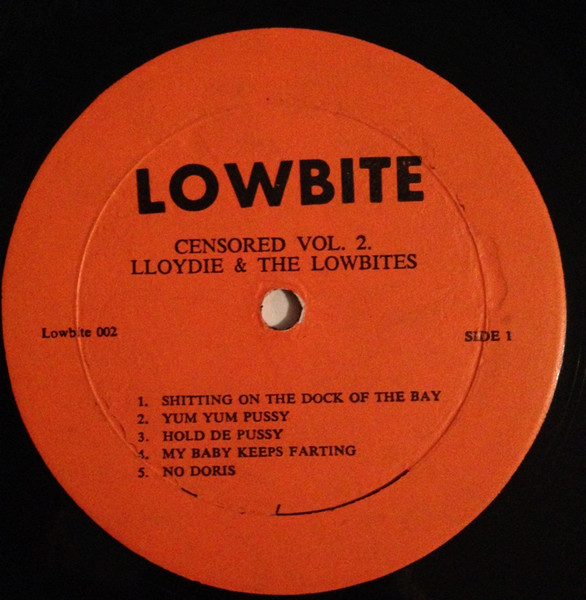 LOWBITE
CENSORED VOL. 2.
LLOYDIE & THE LOWBITES
Lowbite 002
SIDE 1
1. SHITTING ON THE DOCK OF THE BAY
2. YUM YUM PUSSY
3. HOLD DE PUSSY
4. MY BABY KEEPS FARTING
5. NO DORIS